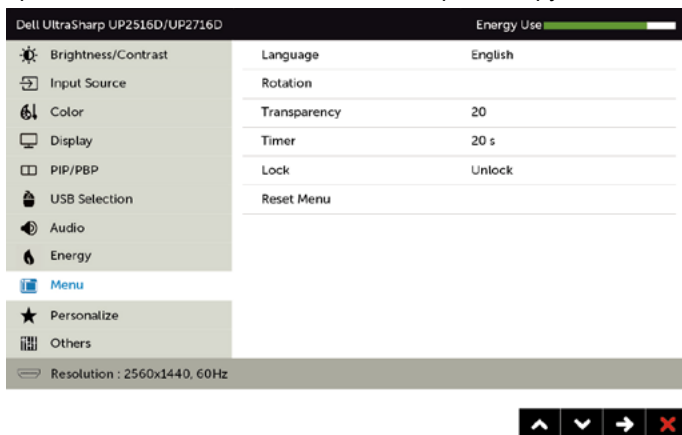 Dell UltraSharp UP2516D/UP2716D Energy Use
Brightness/Contrast Language English
Input Source Rotation
Color Transparency 20
Display Timer 20 s
PIP/PBP Lock Unlock
USB Selection Reset Menu
Audio
Energy
Menu
Personalize
Others
Resolution : 2560x1440, 60Hz